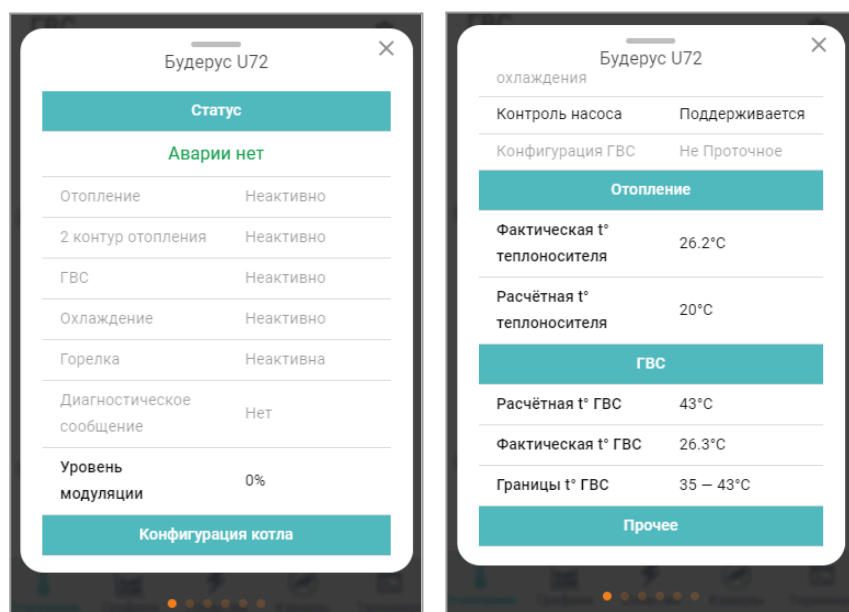 ГВС
Будерус U72
Статус
Аварии нет
Отопление Неактивно
2 контур отопления Неактивно
ГВС Неактивно
Охлаждение Неактивно
Горелка Неактивна
Диагностическое
сообщение Нет
Уровень
модуляции 0%
Конфигурация котла
ГВС
Будерус U72
охлаждения
Контроль насоса Поддерживается
Конфигурация ГВС Не Проточное
Отопление
Фактическая t°
теплоносителя 26.2°C
Расчётная t°
теплоносителя 20°C
ГВС
Расчётная t° ГВС 43°C
Фактическая t° ГВС 26.3°C
Границы t° ГВС 35 — 43°C
Прочее